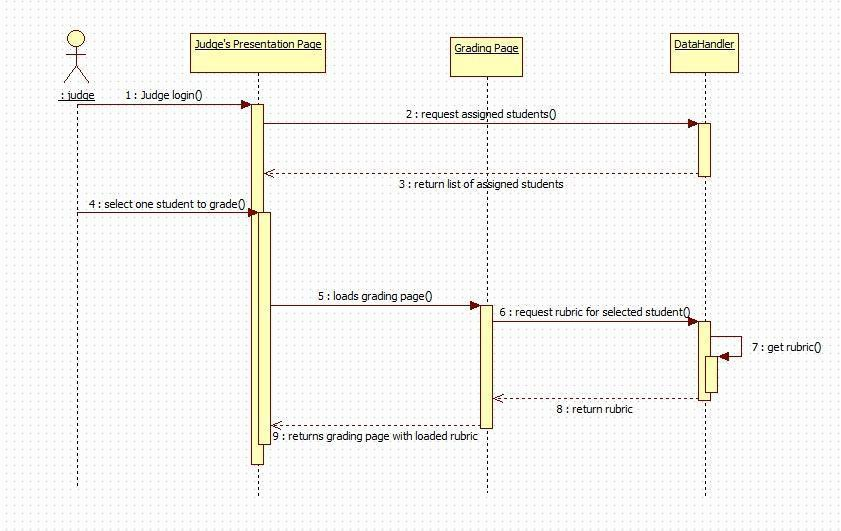 Judge's Presentation Page
Grading Page
DataHandler
: judge
1 : Judge login()
2 : request assigned students()
3 : return list of assigned students
4 : select one student to grade()
5 : loads grading page()
6 : request rubric for selected student()
7 : get rubric()
8 : return rubric
9 : returns grading page with loaded rubric